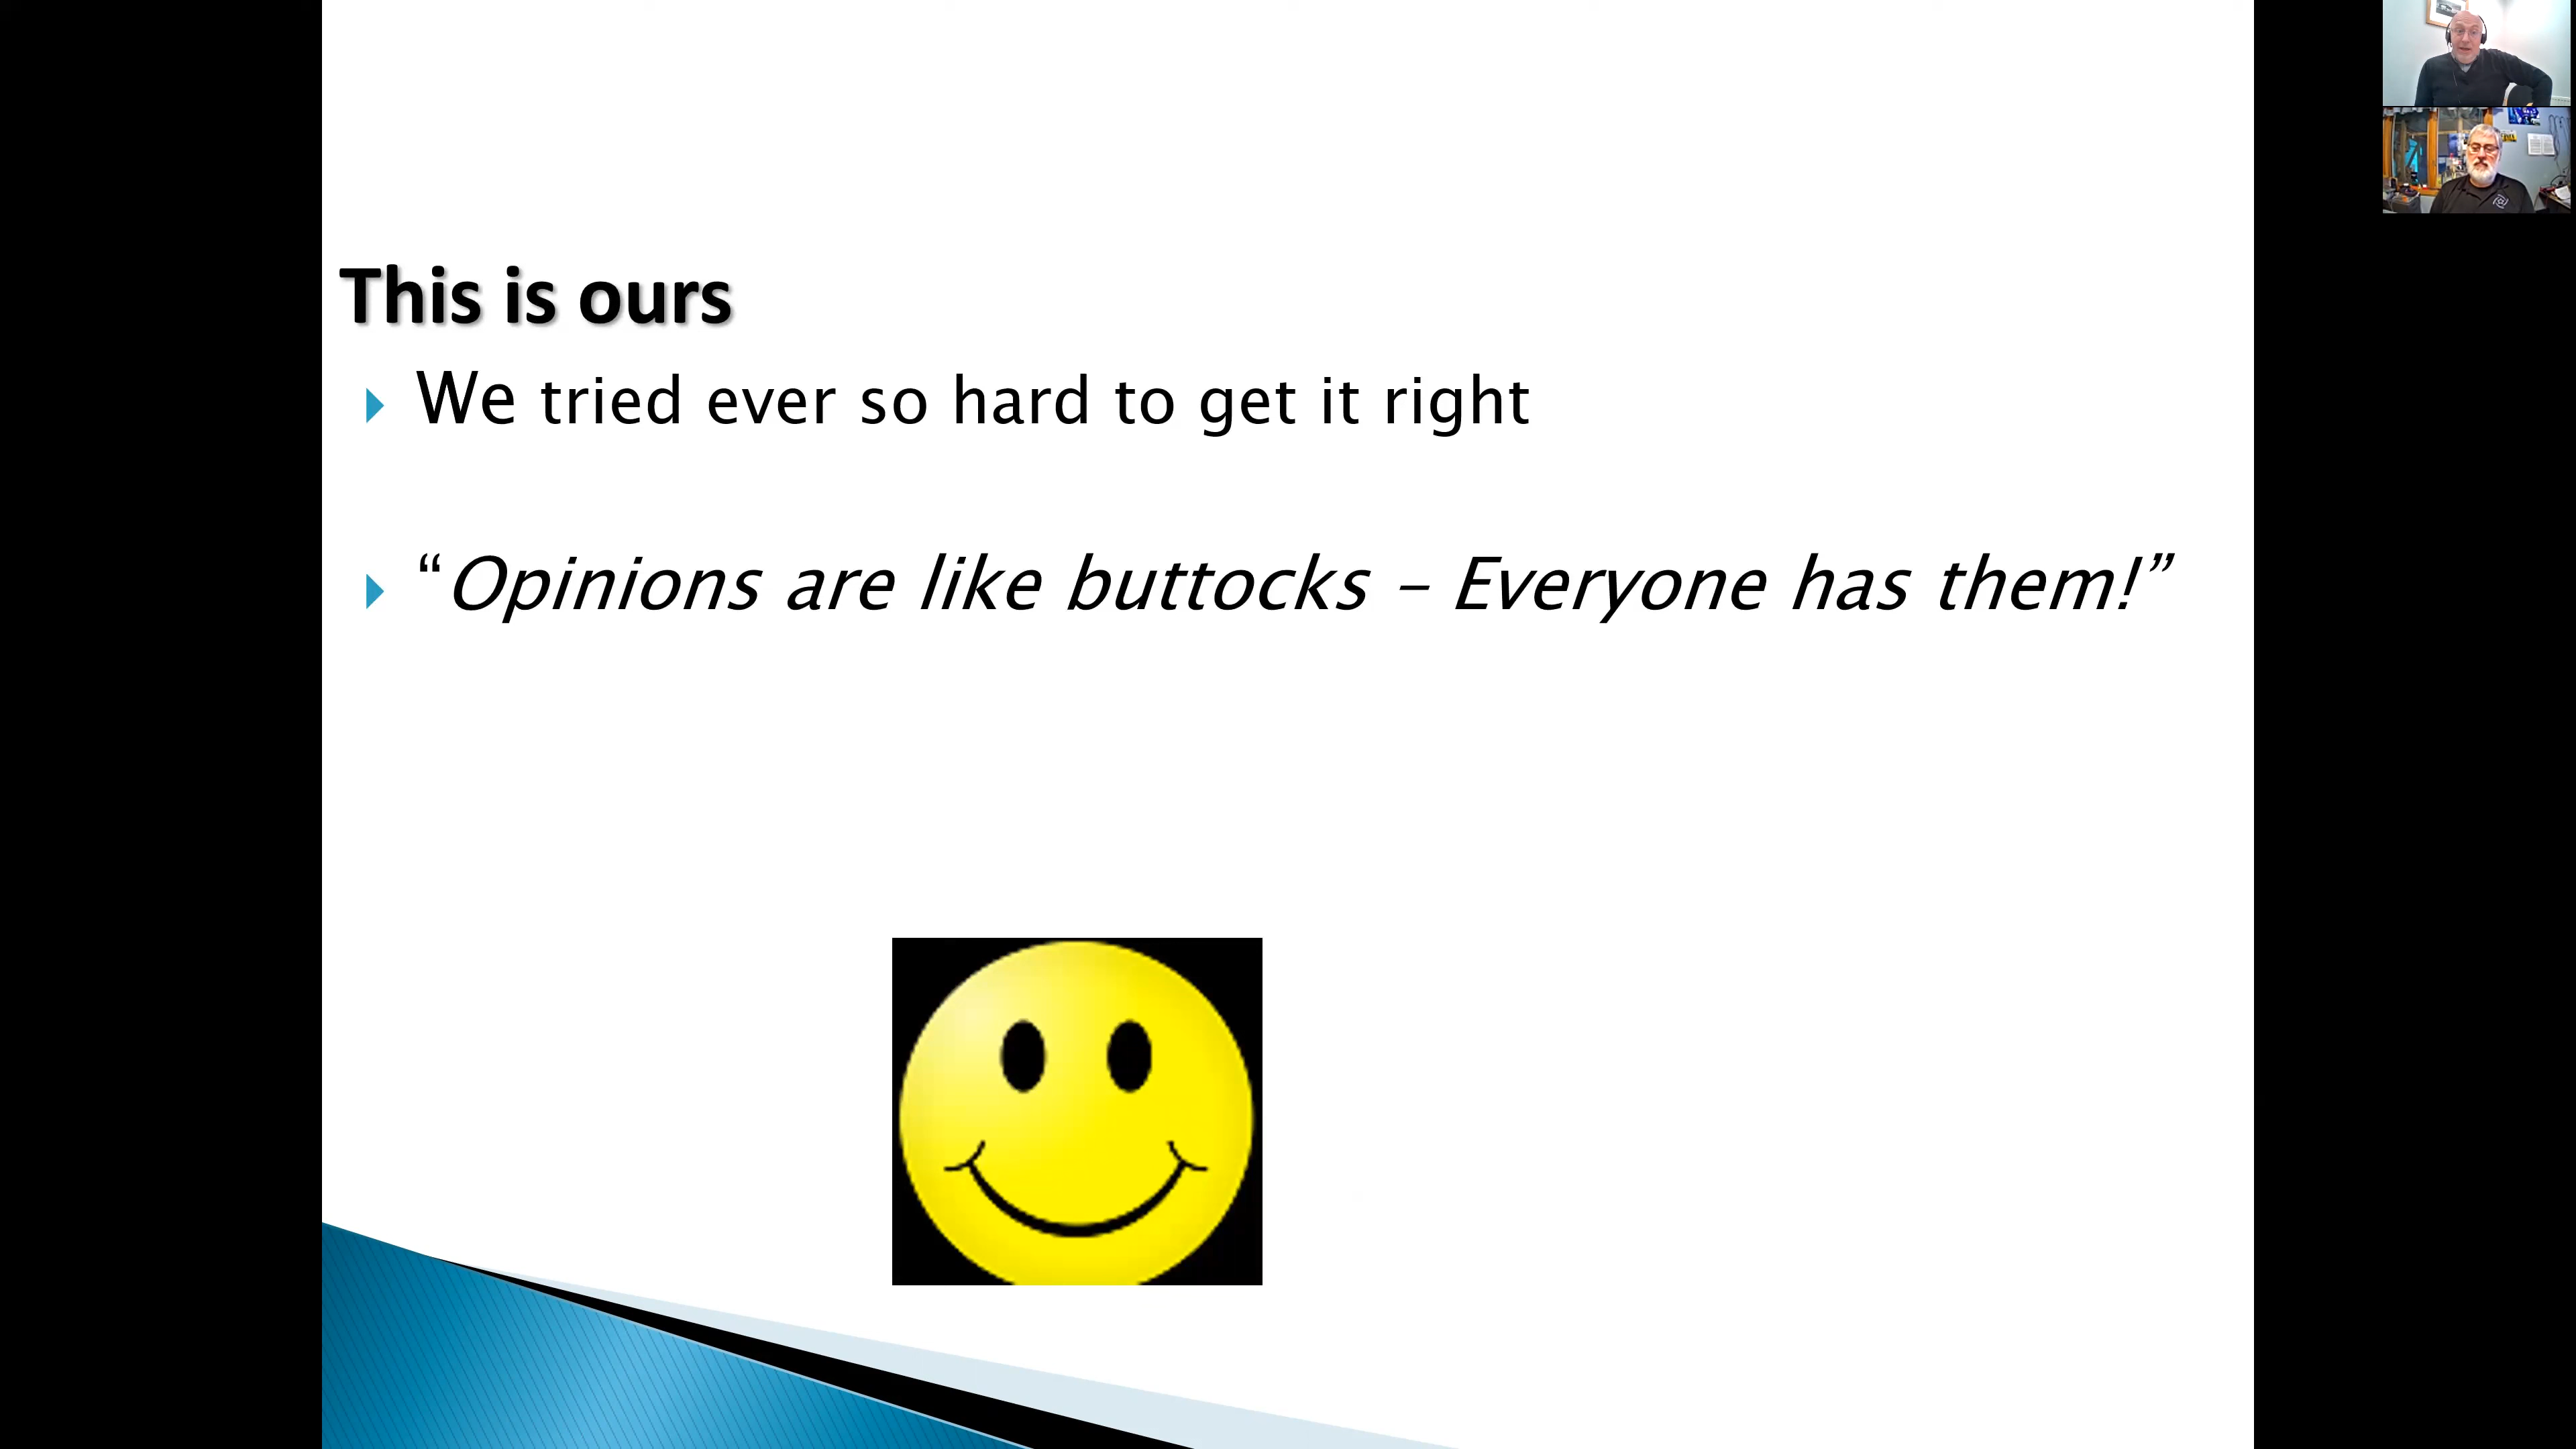 This is ours
We tried ever so hard to get it right
“Opinions are like buttocks – Everyone has them!”